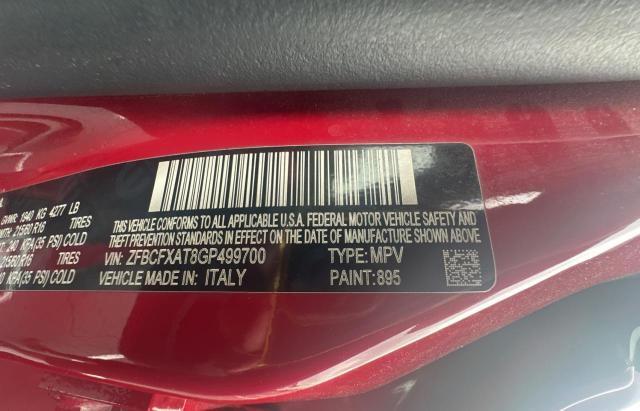 GVWR: 1940 KG 4277 LB
WITH: 215/60 R16 TIRES
AT: 240 KPA(35 PSI) COLD
215/60 R16 TIRES
KPA(35 PSI) COLD
THIS VEHICLE CONFORMS TO ALL APPLICABLE U.S.A. FEDERAL MOTOR VEHICLE SAFETY AND
STANDARDS IN EFFECT ON THE DATE OF MANUFACTURE SHOWN ABOVE.
VIN: ZFBCFXAT8GP499700 TYPE: MPV
VEHICLE MADE IN: ITALY PAINT: 895